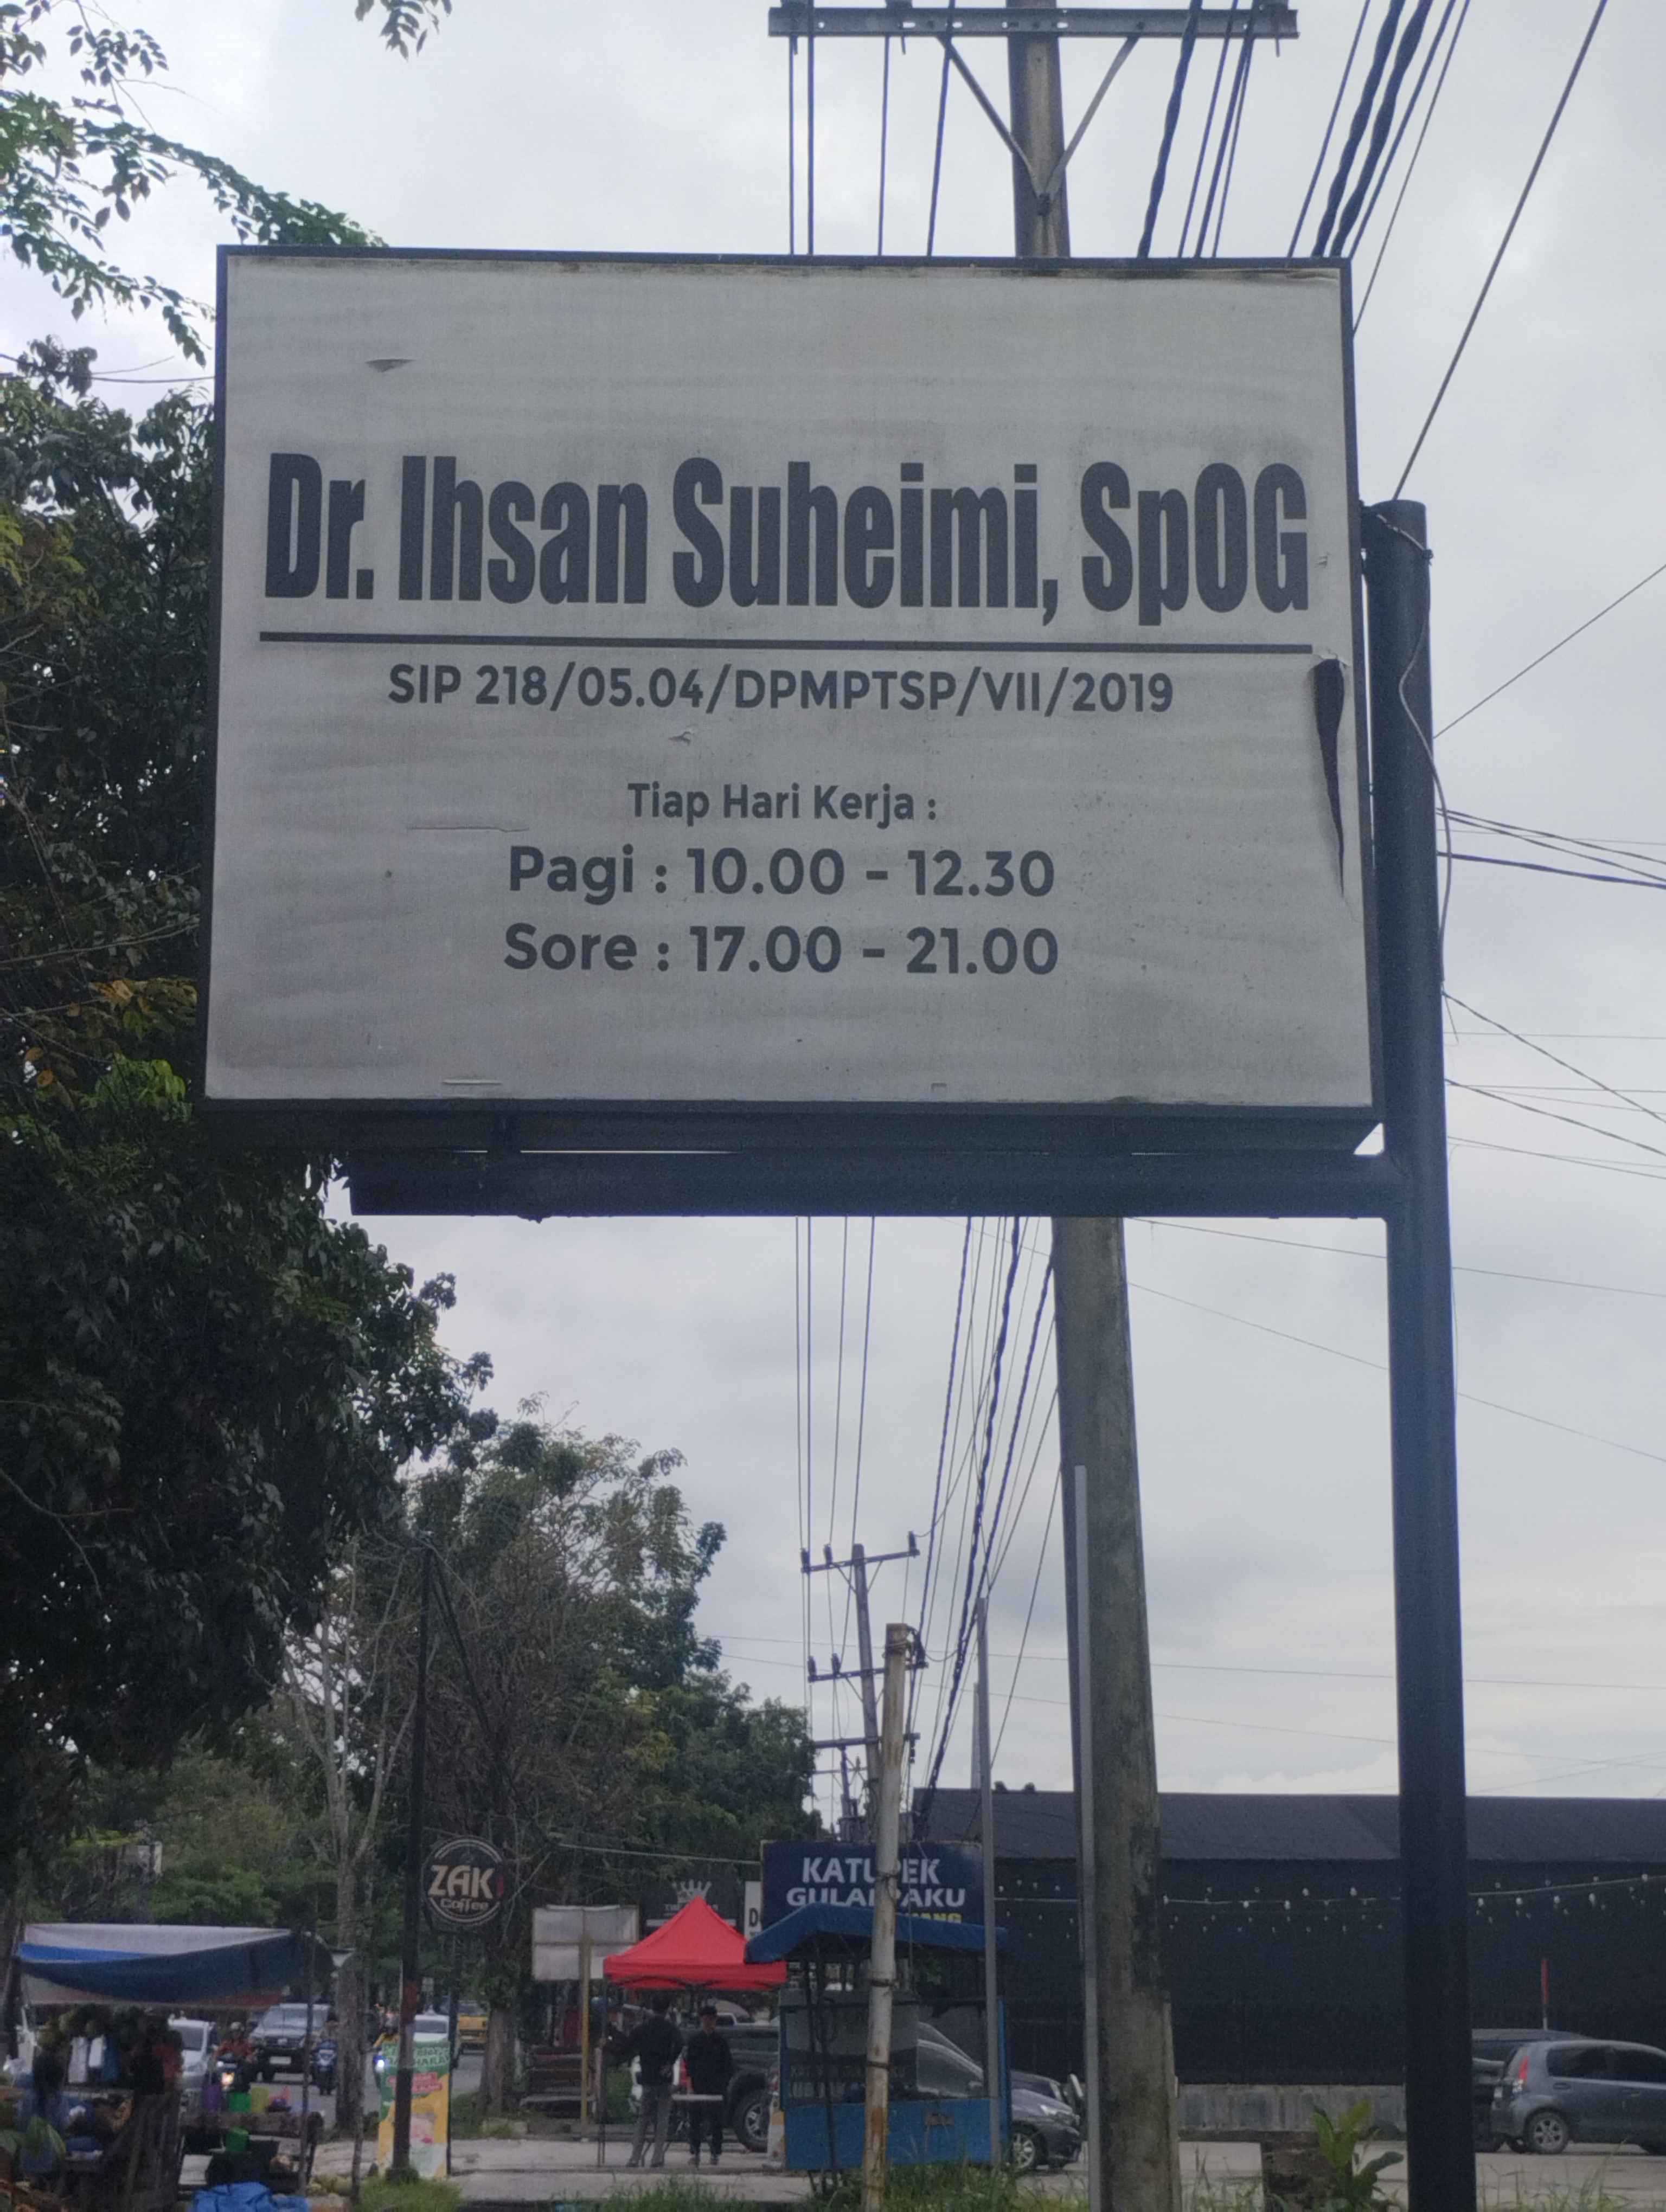 Dr. Ihsan Suheimi, SpOG
SIP 218/05.04/DPMPTSP/VII/2019
Tiap Hari Kerja :
Pagi : 10.00 - 12.30
Sore : 17.00 - 21.00
ZAK
Coffee